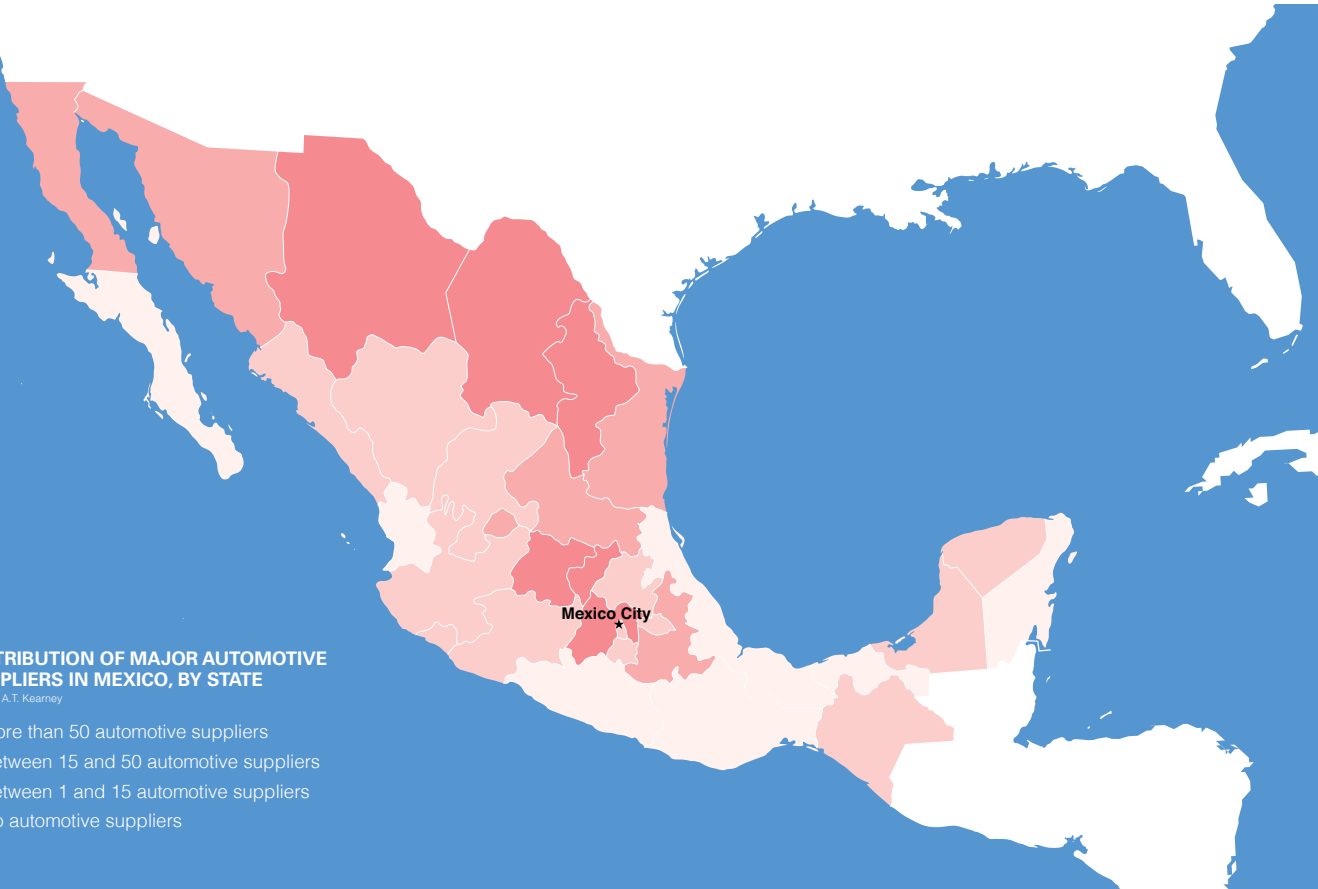 Mexico City
TRIBUTION OF MAJOR AUTOMOTIVE
PLIERS IN MEXICO, BY STATE
A.T. Kearney
ore than 50 automotive suppliers
etween 15 and 50 automotive suppliers
etween 1 and 15 automotive suppliers
o automotive suppliers